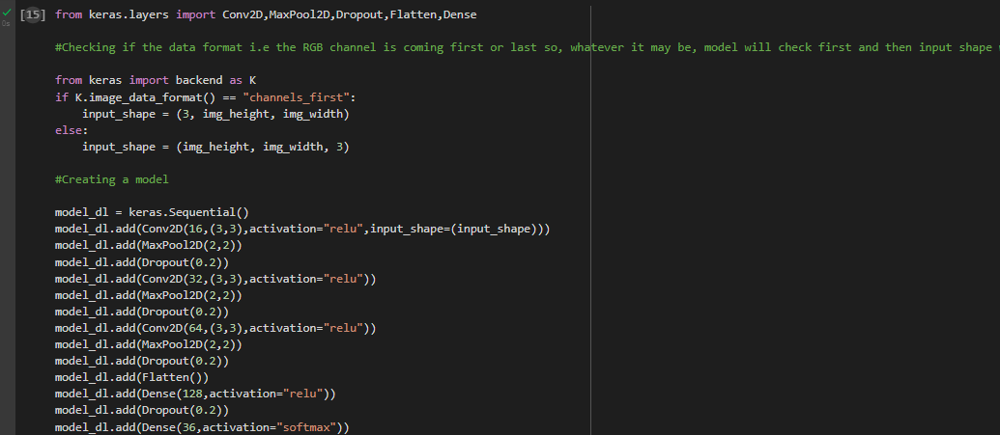 [15] from keras.layers import Conv2D,MaxPool2D,Dropout,Flatten,Dense
#Checking if the data format i.e the RGB channel is coming first or last so, whatever it may be, model will check first and then input shape
from keras import backend as K
if K.image_data_format() == "channels_first":
    input_shape = (3, img_height, img_width)
else:
    input_shape = (img_height, img_width, 3)
#Creating a model
model_dl = keras.Sequential()
model_dl.add(Conv2D(16,(3,3),activation="relu",input_shape=(input_shape)))
model_dl.add(MaxPool2D(2,2))
model_dl.add(Dropout(0.2))
model_dl.add(Conv2D(32,(3,3),activation="relu"))
model_dl.add(MaxPool2D(2,2))
model_dl.add(Dropout(0.2))
model_dl.add(Conv2D(64,(3,3),activation="relu"))
model_dl.add(MaxPool2D(2,2))
model_dl.add(Dropout(0.2))
model_dl.add(Flatten())
model_dl.add(Dense(128,activation="relu"))
model_dl.add(Dropout(0.2))
model_dl.add(Dense(36,activation="softmax"))